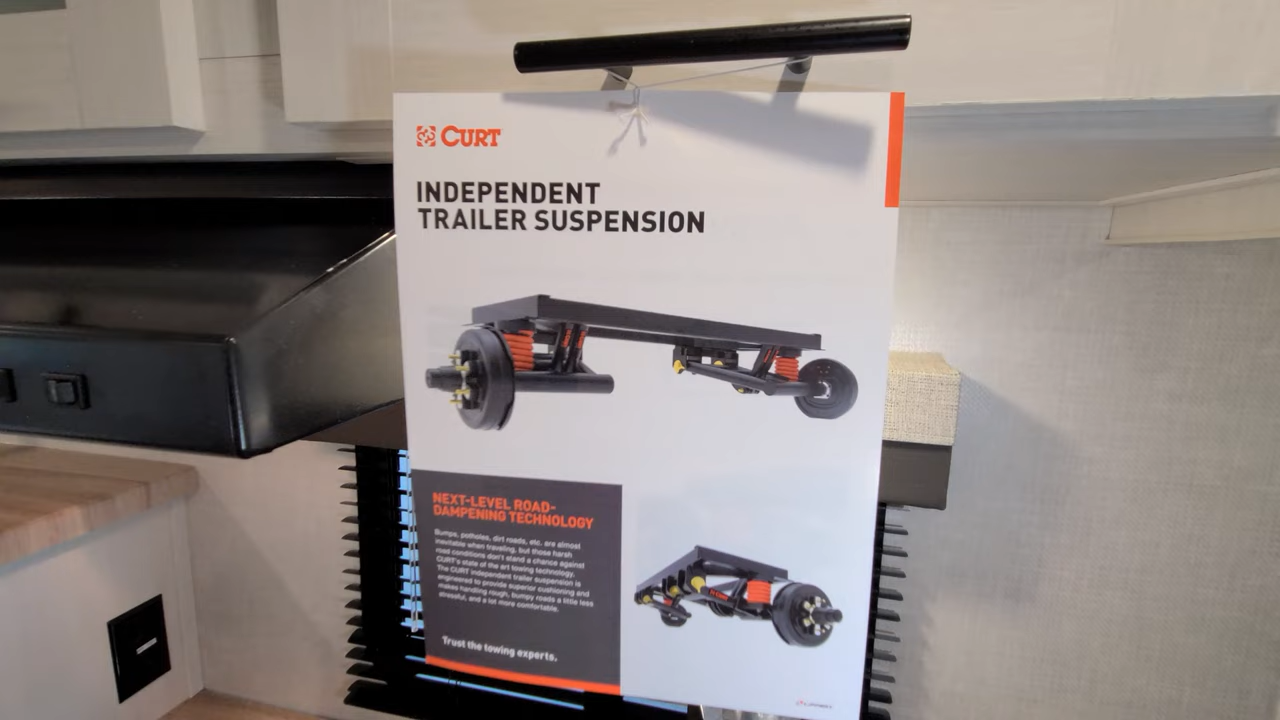 CURT
INDEPENDENT
TRAILER SUSPENSION
NEXT-LEVEL ROAD-
DAMPENING TECHNOLOGY
Bumps, potholes, dirt roads, etc. are almost
inevitable when traveling, but those harsh
road conditions don't stand a chance against
CURT's state of the art towing technology.
The CURT independent trailer suspension is
engineered to provide superior cushioning and
makes handling rough, bumpy roads a little less
stressful, and a lot more comfortable.
Trust the towing experts.